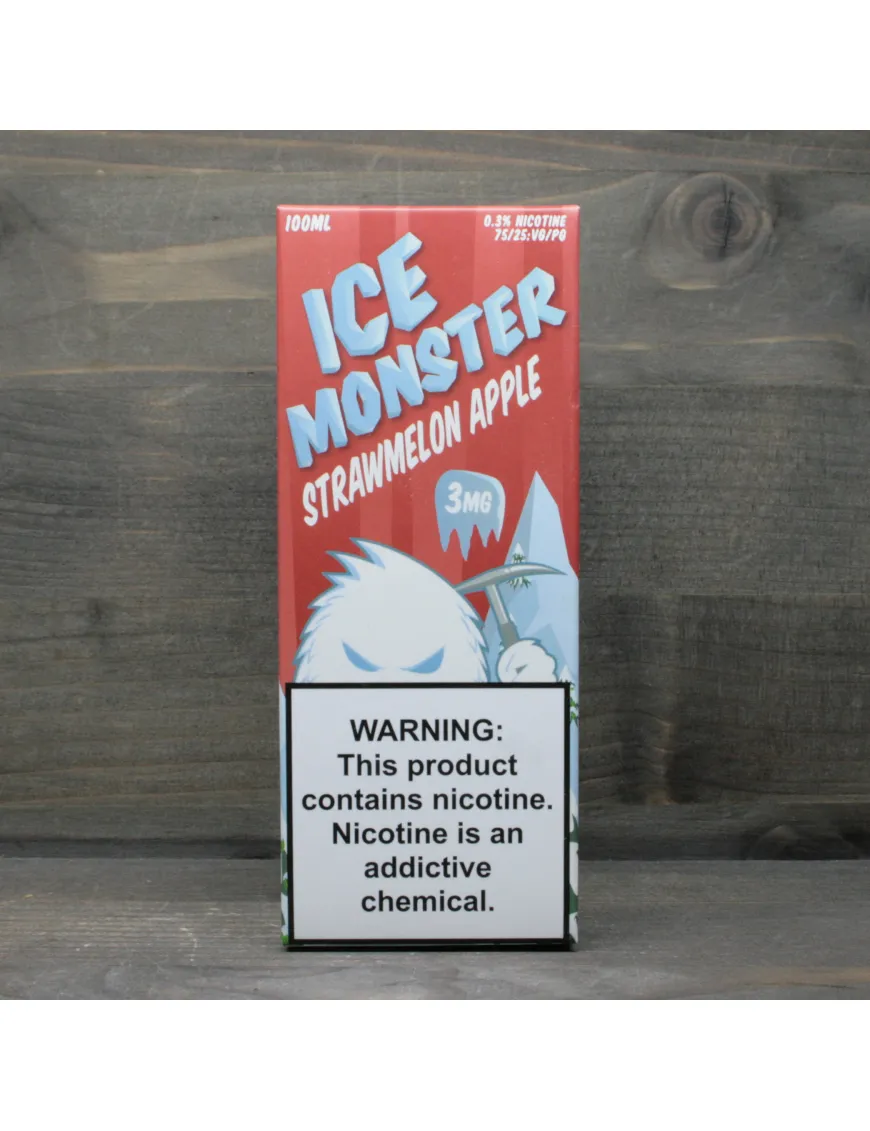 100ML
0.3% NICOTINE
75/25:VG/PG
ICE
MONSTER
STRAWMELON APPLE
3MG
WARNING:
This product
contains nicotine.
Nicotine is an
addictive
chemical.